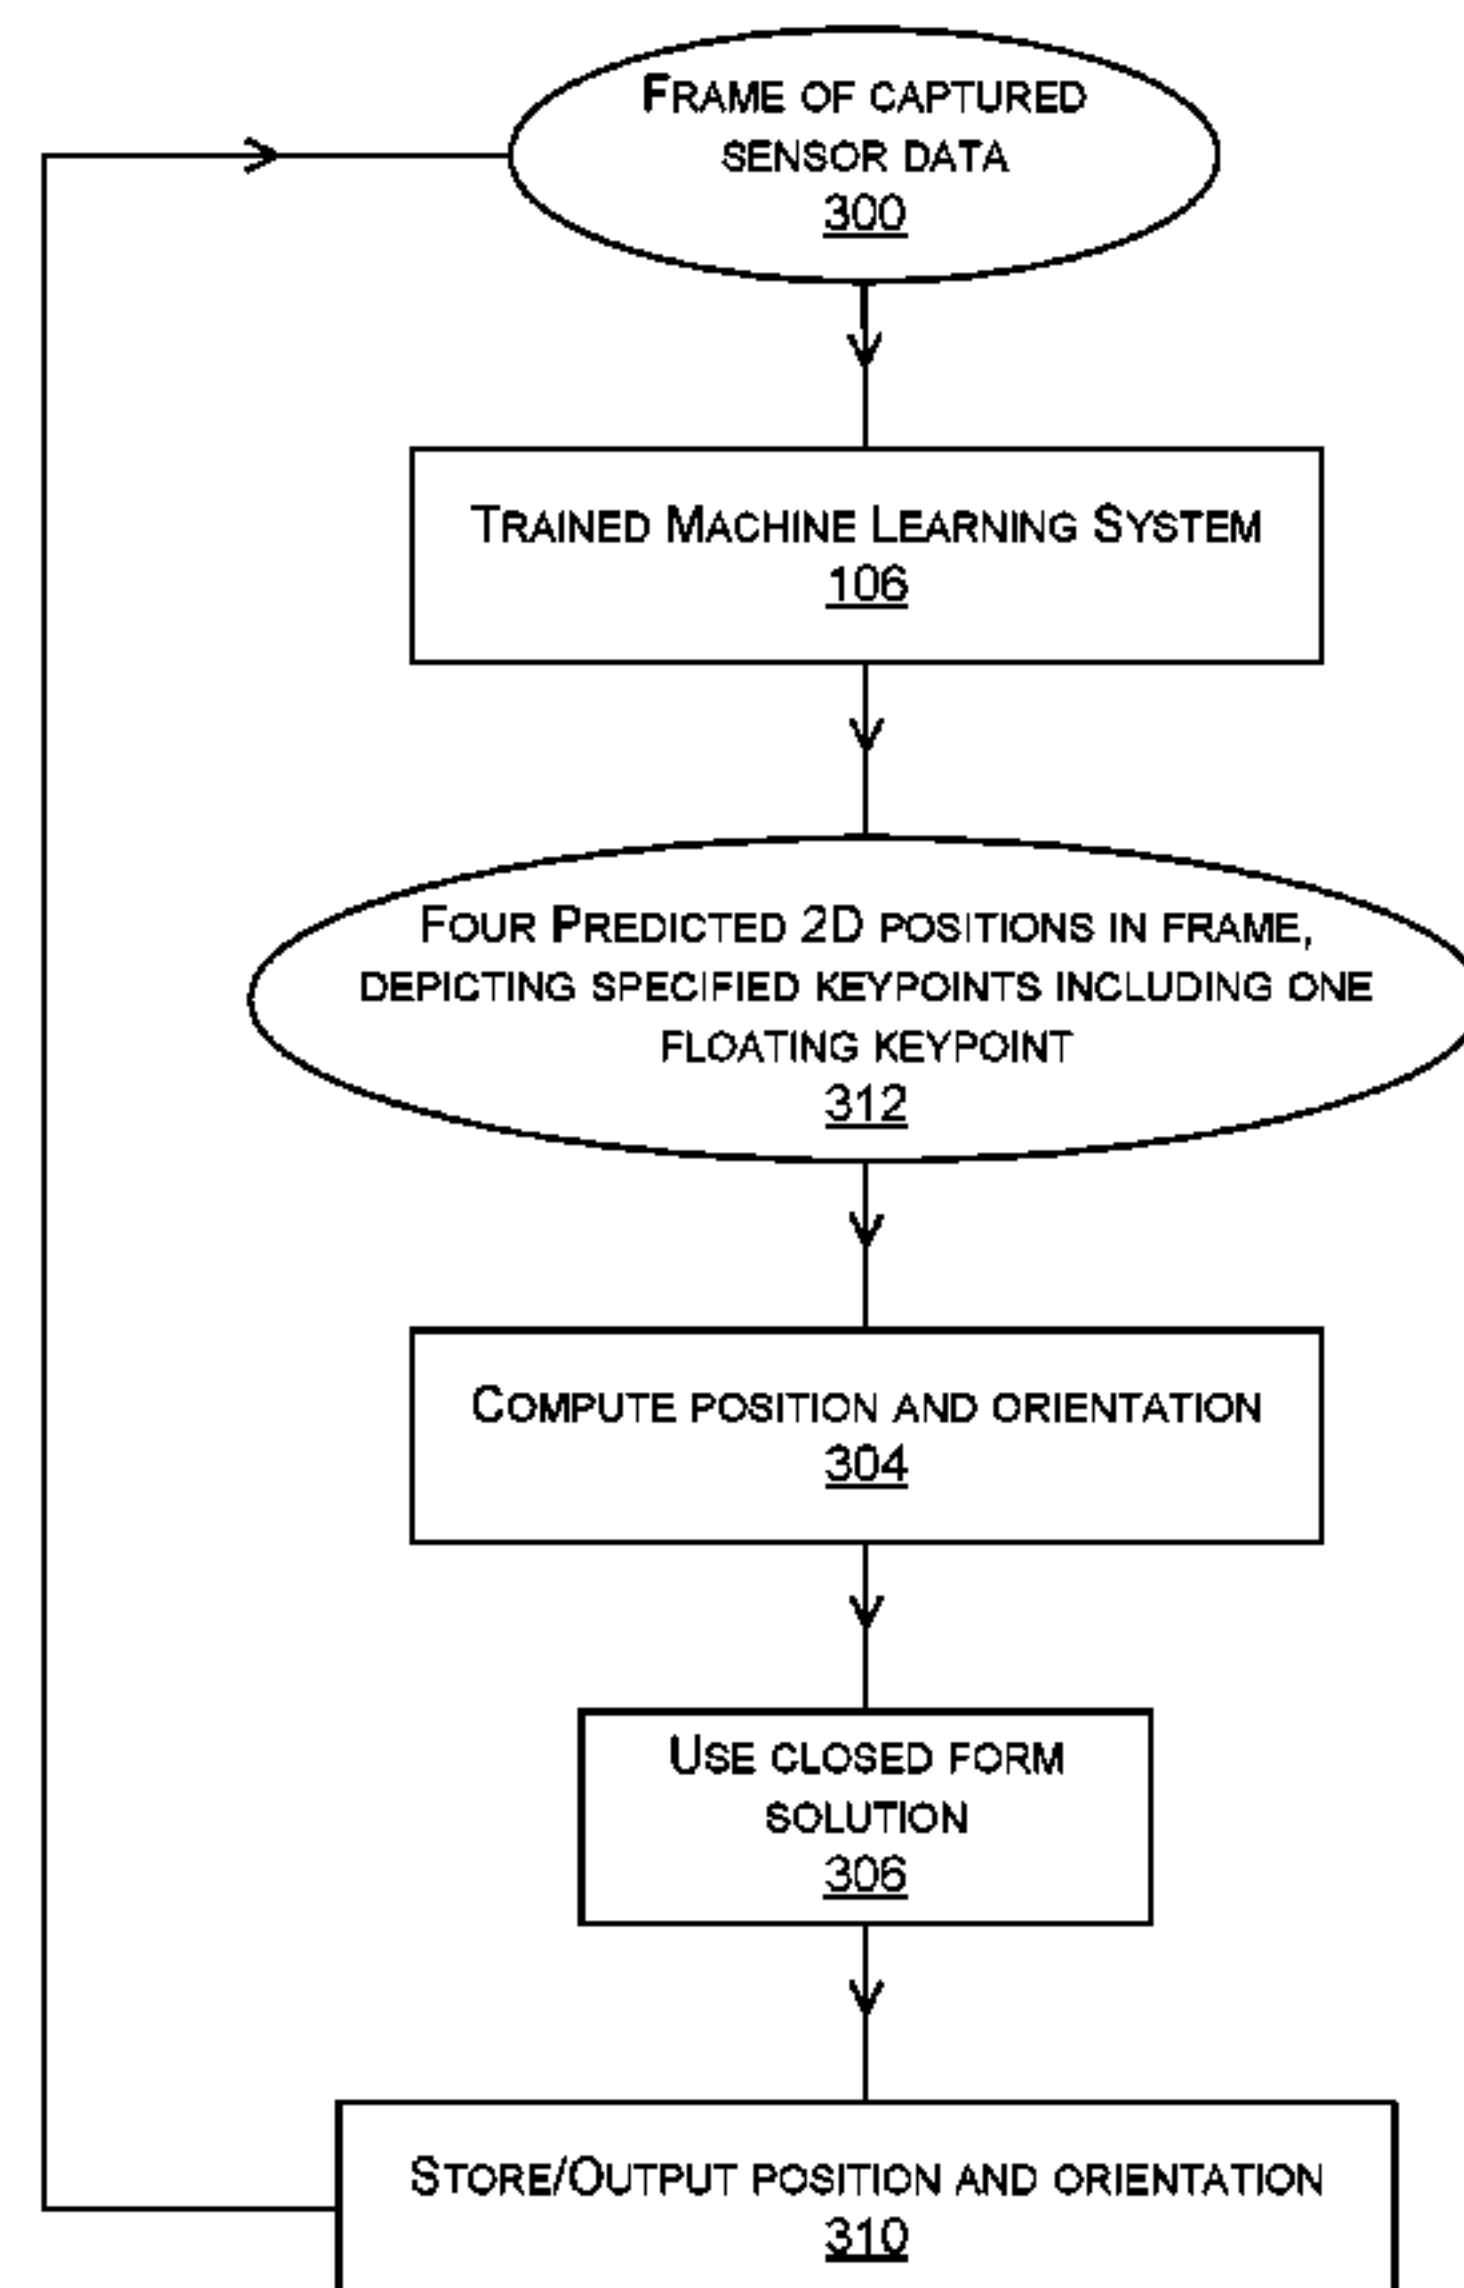 FRAME OF CAPTURED
SENSOR DATA
300
TRAINED MACHINE LEARNING SYSTEM
106
FOUR PREDICTED 2D POSITIONS IN FRAME,
DEPICTING SPECIFIED KEYPOINTS INCLUDING ONE
FLOATING KEYPOINT
312
COMPUTE POSITION AND ORIENTATION
304
USE CLOSED FORM
SOLUTION
306
STORE/OUTPUT POSITION AND ORIENTATION
310